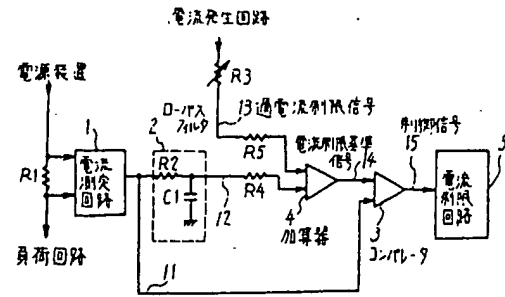 電流発生回路
電源装置
R3
ローパス
フィルタ
13 過電流制限信号
1
2
R2
R5
電流制限基準
信号 14
制御信号
15
5
R1
電流
測定
回路
C1
12
R4
4
加算器
3
コンパレータ
電流
制限
回路
負荷回路
11